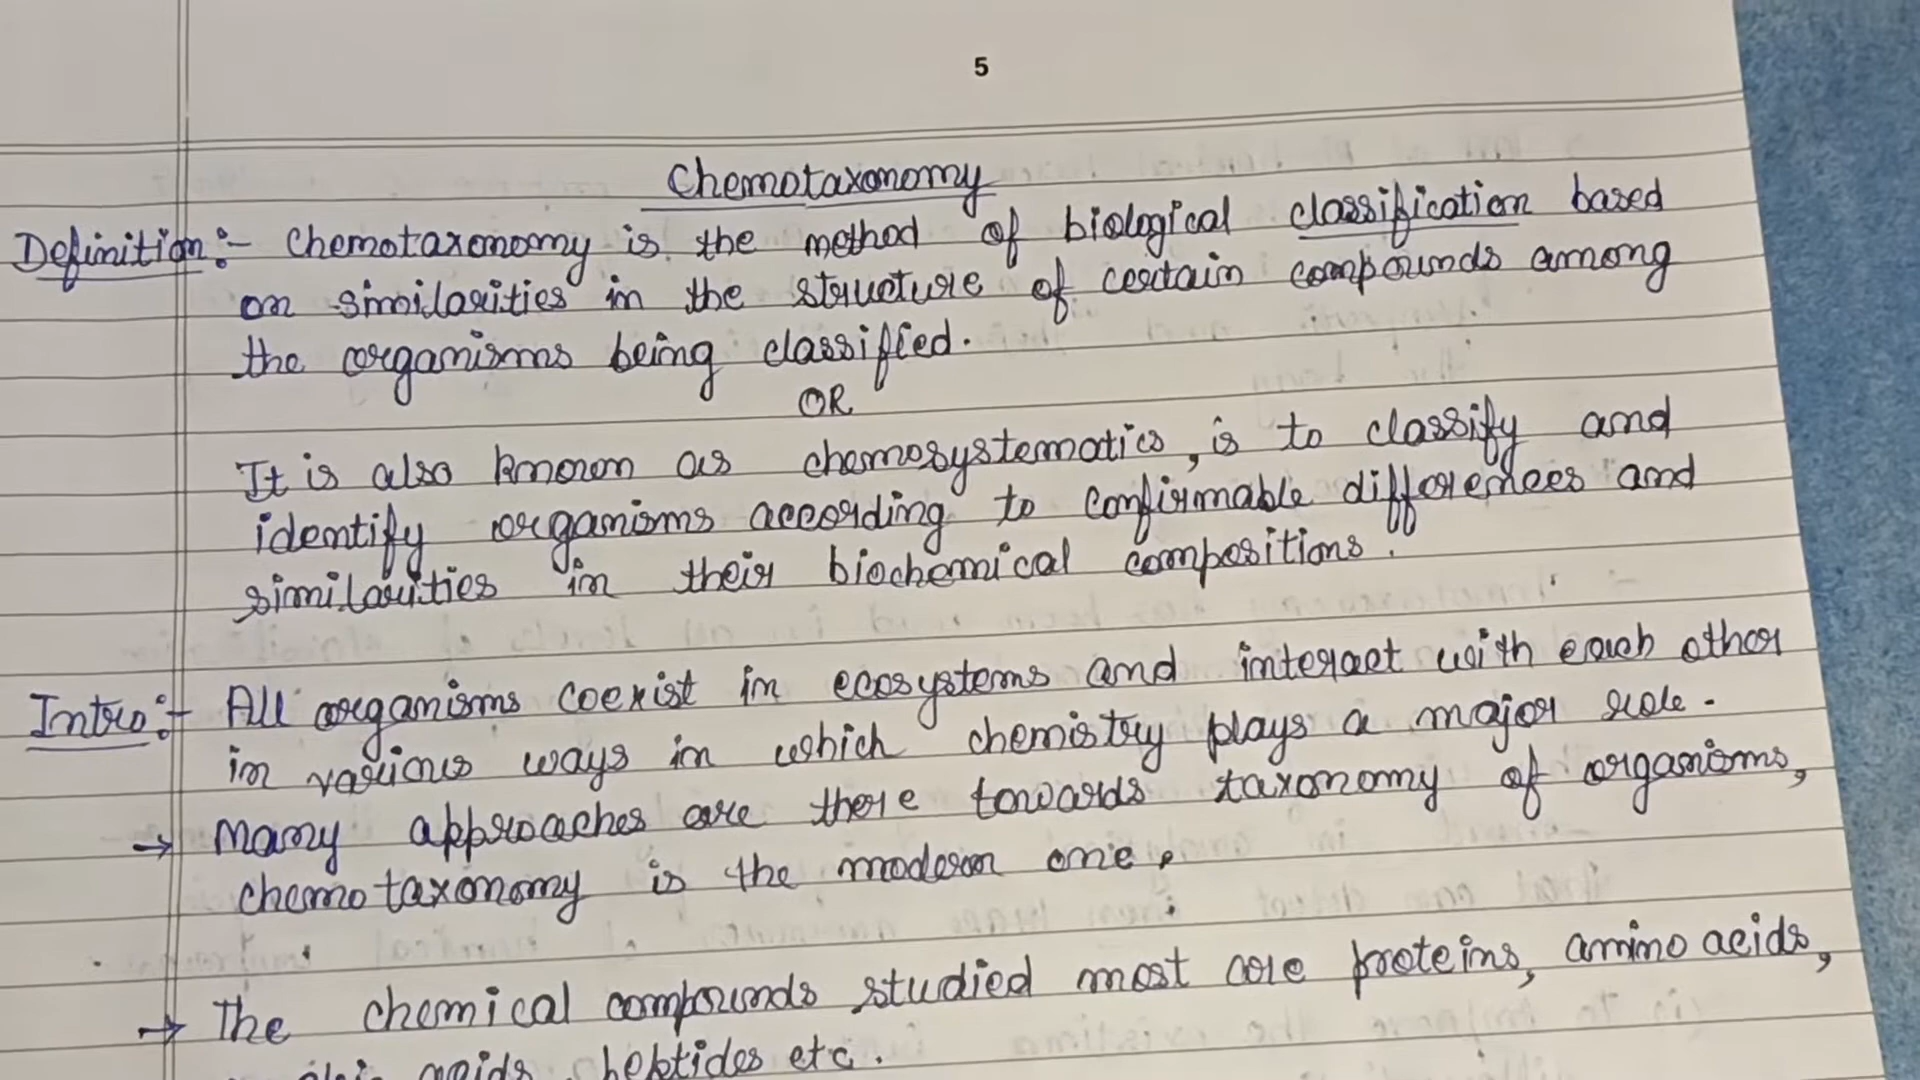 5
Chemotaxonomy
Definition:- Chemotaxonomy is the method of biological classification based
on similarities in the structure of certain compounds among
the organisms being classified.
OR
It is also known as chemosystematics, is to classify and
identify organisms according to confirmable differences and
similarities in their biochemical compositions.
Intro:- All organisms coexist in ecosystems and interact with each other
in various ways in which chemistry plays a major role.
→ Many approaches are there towards taxonomy of organisms,
chemotaxonomy is the modern one.
→ The chemical compounds studied most are proteins, amino acids,
acids, peptides etc.